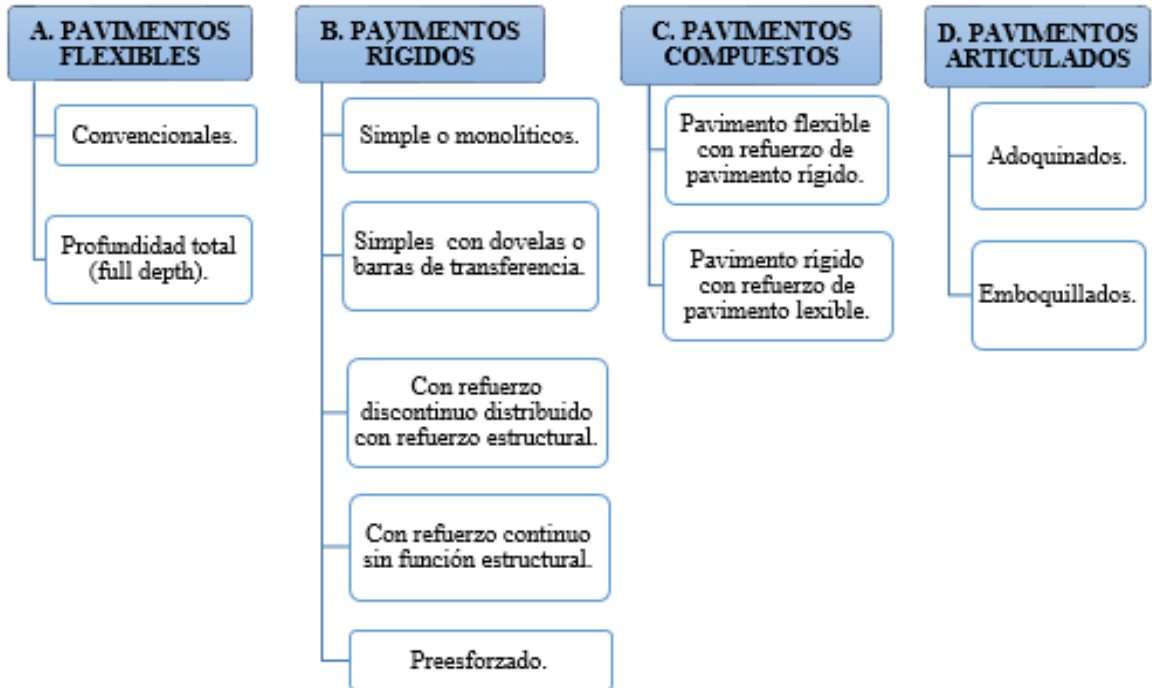 A. PAVIMENTOS
FLEXIBLES
Convencionales.
Profundidad total
(full depth).
B. PAVIMENTOS
RÍGIDOS
Simple o monolíticos.
Simples con dovelas o
barras de transferencia.
Con refuerzo
discontinuo distribuido
con refuerzo estructural.
Con refuerzo continuo
sin función estructural.
Preesforzado.
C. PAVIMENTOS
COMPUESTOS
Pavimento flexible
con refuerzo de
pavimento rígido.
Pavimento rígido
con refuerzo de
pavimento lexible.
D. PAVIMENTOS
ARTICULADOS
Adoquinados.
Emboquillados.